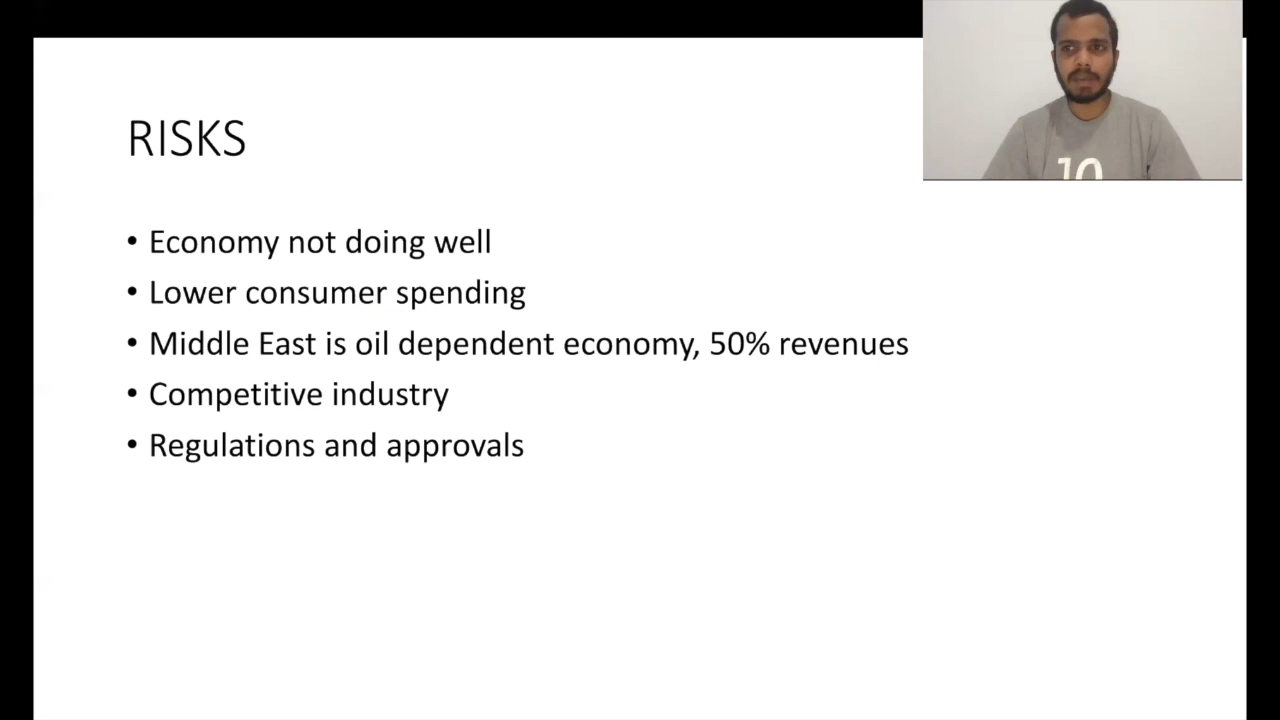 RISKS
• Economy not doing well
• Lower consumer spending
• Middle East is oil dependent economy, 50% revenues
• Competitive industry
• Regulations and approvals
10